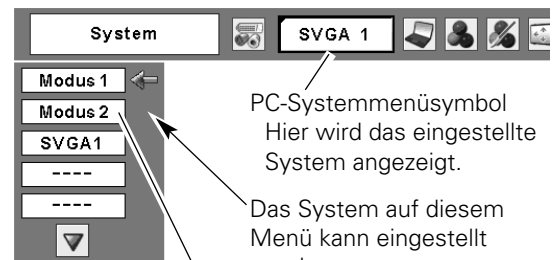 System
SVGA 1
Modus 1
Modus 2
SVGA1
----
----
PC-Systemmenüsymbol
Hier wird das eingestellte
System angezeigt.
Das System auf diesem
Menü kann eingestellt